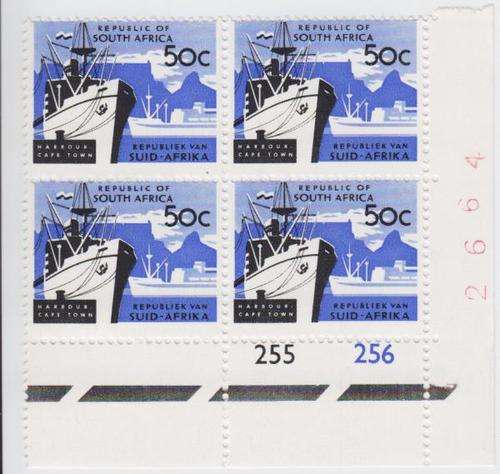 REPUBLIC OF
SOUTH AFRICA
50c
HARBOUR
CAPE TOWN
REPUBLIEK VAN
SUID-AFRIKA
REPUBLIC OF
SOUTH AFRICA
50c
HARBOUR
CAPE TOWN
REPUBLIEK VAN
SUID-AFRIKA
REPUBLIC OF
SOUTH AFRICA
50c
HARBOUR
CAPE TOWN
REPUBLIEK VAN
SUID-AFRIKA
REPUBLIC OF
SOUTH AFRICA
50c
HARBOUR
CAPE TOWN
REPUBLIEK VAN
SUID-AFRIKA
255 256
2664